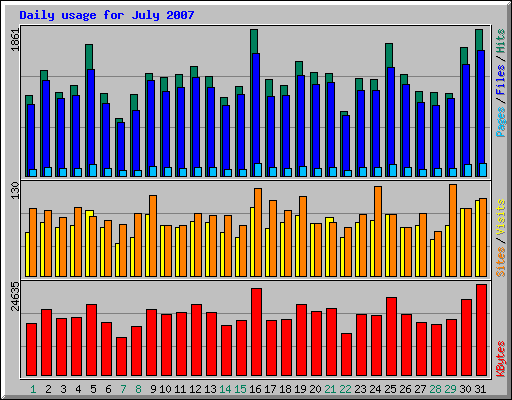 Daily usage for July 2007
1861
Pages / Files / Hits
130
Sites / Visits
24635
KBytes
1 2 3 4 5 6 7 8 9 10 11 12 13 14 15 16 17 18 19 20 21 22 23 24 25 26 27 28 29 30 31